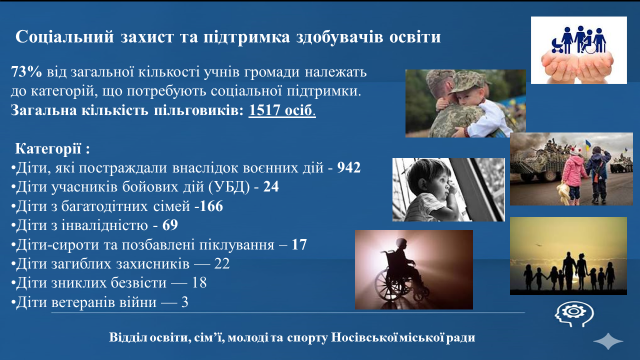 Соціальний захист та підтримка здобувачів освіти
73% від загальної кількості учнів громади належать
до категорій, що потребують соціальної підтримки.
Загальна кількість пільговиків: 1517 осіб.
Категорії :
•Діти, які постраждали внаслідок воєнних дій - 942
•Діти учасників бойових дій (УБД) - 24
•Діти з багатодітних сімей -166
•Діти з інвалідністю - 69
•Діти-сироти та позбавлені піклування – 17
•Діти загиблих захисників — 22
•Діти зниклих безвісти — 18
•Діти ветеранів війни — 3
Відділ освіти, сім’ї, молоді та спорту Носівської міської ради